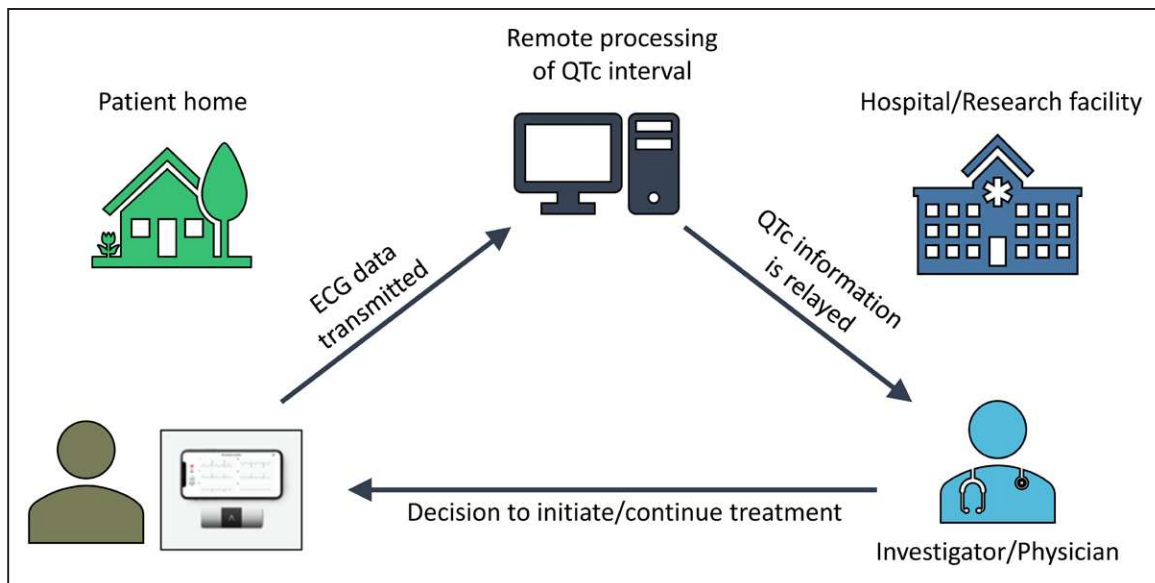 Remote processing
of QTc interval
Patient home
Hospital/Research facility
ECG data
transmitted
QTc information
is relayed
Decision to initiate/continue treatment
Investigator/Physician